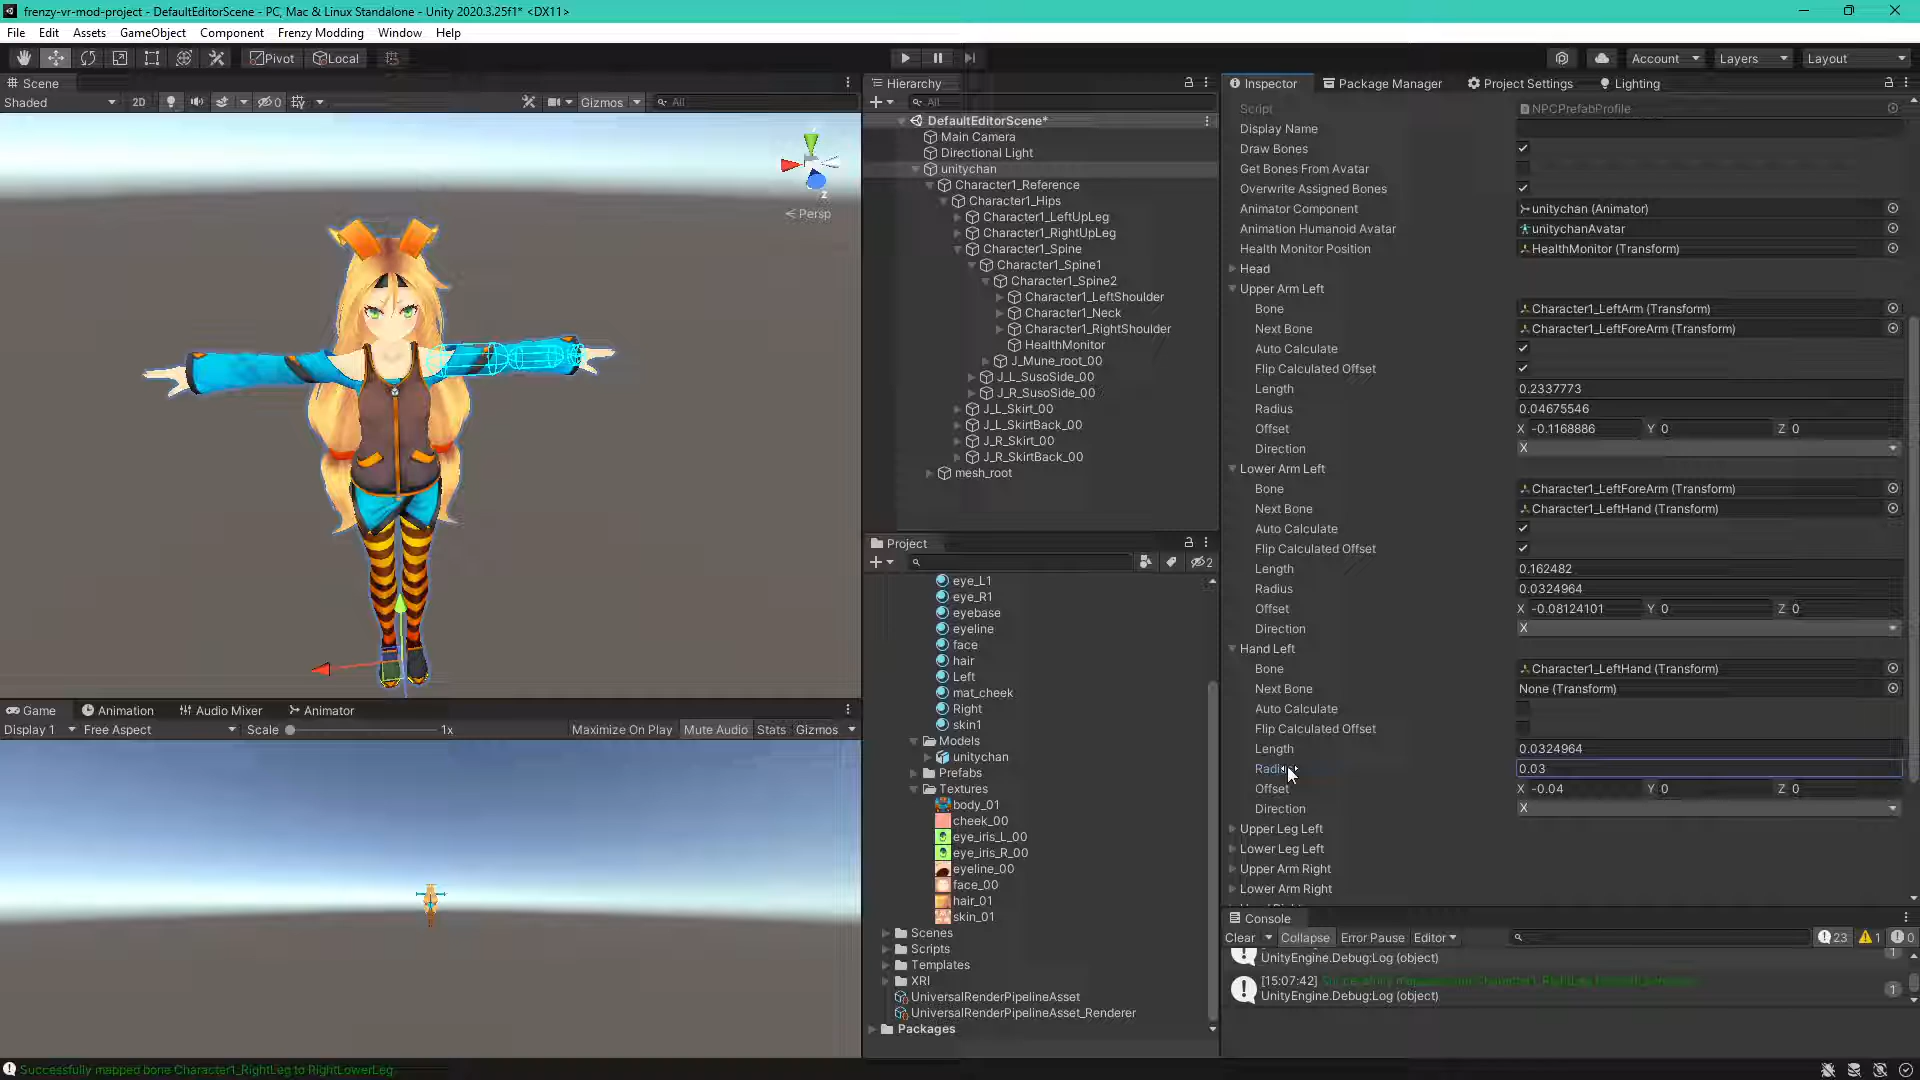 frenzy-vr-mod-project - DefaultEditorScene - PC, Mac & Linux Standalone - Unity 2020.3.25f1* <DX11>
File Edit Assets GameObject Component Frenzy Modding Window Help
Pivot Local Account Layers Layout
Scene
Shaded 2D 0 Gizmos All
Persp
Game Animation Audio Mixer Animator
Display 1 Free Aspect Scale 1x Maximize On Play Mute Audio Stats Gizmos
Hierarchy
All
DefaultEditorScene*
Main Camera
Directional Light
unitychan
Character1_Reference
Character1_Hips
Character1_LeftUpLeg
Character1_RightUpLeg
Character1_Spine
Character1_Spine1
Character1_Spine2
Character1_LeftShoulder
Character1_Neck
Character1_RightShoulder
HealthMonitor
J_Mune_root_00
J_L_SusoSide_00
J_R_SusoSide_00
J_L_Skirt_00
J_L_SkirtBack_00
J_R_Skirt_00
J_R_SkirtBack_00
mesh_root
Project
2
eye_L1
eye_R1
eyebase
eyeline
face
hair
Left
mat_cheek
Right
skin1
Models
unitychan
Prefabs
Textures
body_01
cheek_00
eye_iris_L_00
eye_iris_R_00
eyeline_00
face_00
hair_01
skin_01
Scenes
Scripts
Templates
XRI
UniversalRenderPipelineAsset
UniversalRenderPipelineAsset_Renderer
Packages
Inspector Package Manager Project Settings Lighting
Script NPCPrefabProfile
Display Name
Draw Bones
Get Bones From Avatar
Overwrite Assigned Bones
Animator Component unitychan (Animator)
Animation Humanoid Avatar unitychanAvatar
Health Monitor Position HealthMonitor (Transform)
Head
Upper Arm Left
Bone Character1_LeftArm (Transform)
Next Bone Character1_LeftForeArm (Transform)
Auto Calculate
Flip Calculated Offset
Length 0.2337773
Radius 0.04675546
Offset X -0.1168886 Y 0 Z 0
Direction X
Lower Arm Left
Bone Character1_LeftForeArm (Transform)
Next Bone Character1_LeftHand (Transform)
Auto Calculate
Flip Calculated Offset
Length 0.162482
Radius 0.0324964
Offset X -0.08124101 Y 0 Z 0
Direction X
Hand Left
Bone Character1_LeftHand (Transform)
Next Bone None (Transform)
Auto Calculate
Flip Calculated Offset
Length 0.0324964
0.03
Offset X -0.04 Y 0 Z 0
Direction X
Upper Leg Left
Lower Leg Left
Upper Arm Right
Lower Arm Right
Console
Clear Collapse Error Pause Editor 23 1 0
UnityEngine.Debug:Log (object) 1
[15:07:42]
UnityEngine.Debug:Log (object) 1
Successfully mapped bone Character1_RightLeg to RightLowerLeg